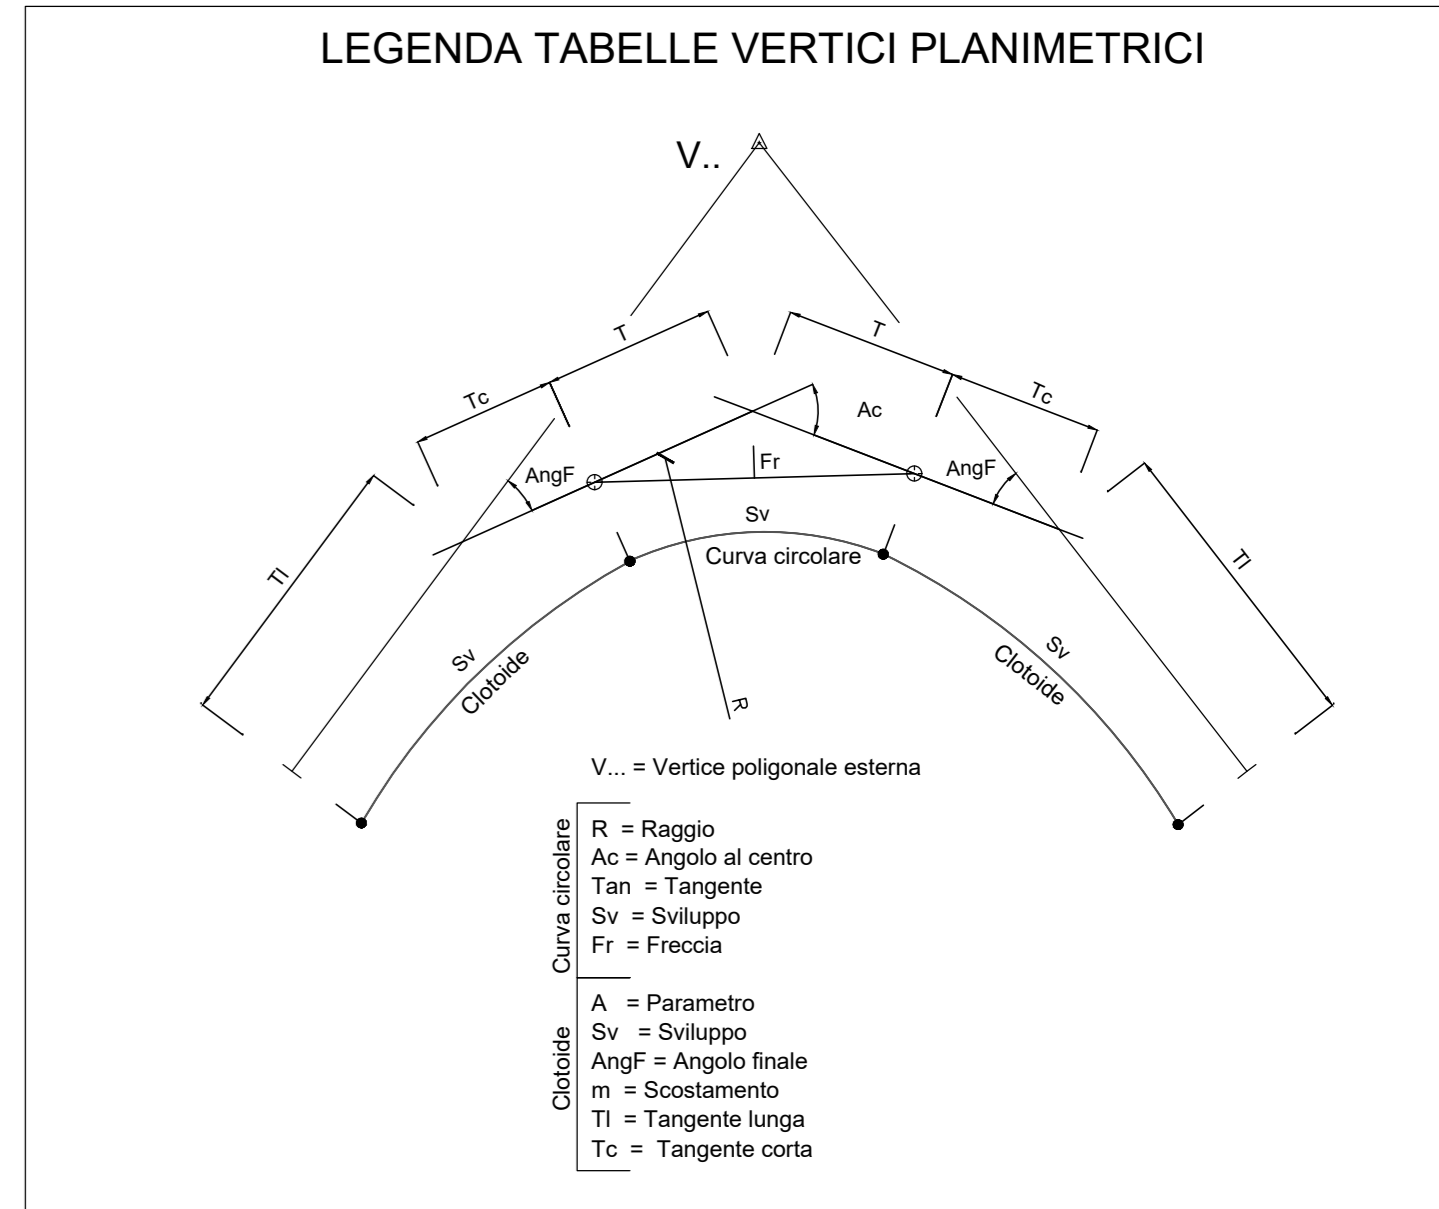 LEGENDA TABELLE VERTICI PLANIMETRICI
V..
T
T
Tc
Tc
Ac
Fr
AngF
AngF
Sv
Curva circolare
Tl
Tl
Sv
Clotoide
Sv
Clotoide
R
V... = Vertice poligonale esterna
Curva circolare
R = Raggio
Ac = Angolo al centro
Tan = Tangente
Sv = Sviluppo
Fr = Freccia
Clotoide
A = Parametro
Sv = Sviluppo
AngF = Angolo finale
m = Scostamento
Tl = Tangente lunga
Tc = Tangente corta